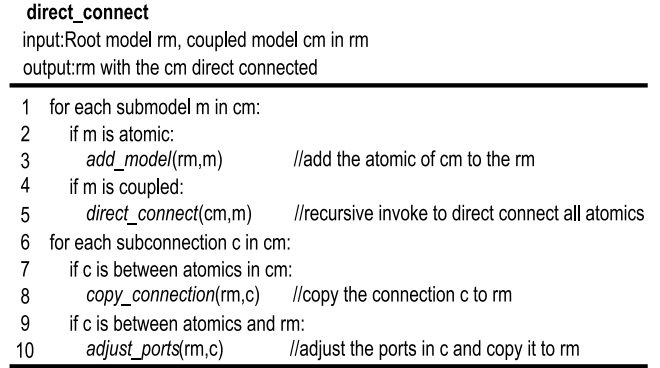 direct_connect
input:Root model rm, coupled model cm in rm
output:rm with the cm direct connected
1 for each submodel m in cm:
2 if m is atomic:
3 add_model(rm,m) //add the atomic of cm to the rm
4 if m is coupled:
5 direct_connect(cm,m) //recursive invoke to direct connect all atomics
6 for each subconnection c in cm:
7 if c is between atomics in cm:
8 copy_connection(rm,c) //copy the connection c to rm
9 if c is between atomics and rm:
10 adjust_ports(rm,c) //adjust the ports in c and copy it to rm